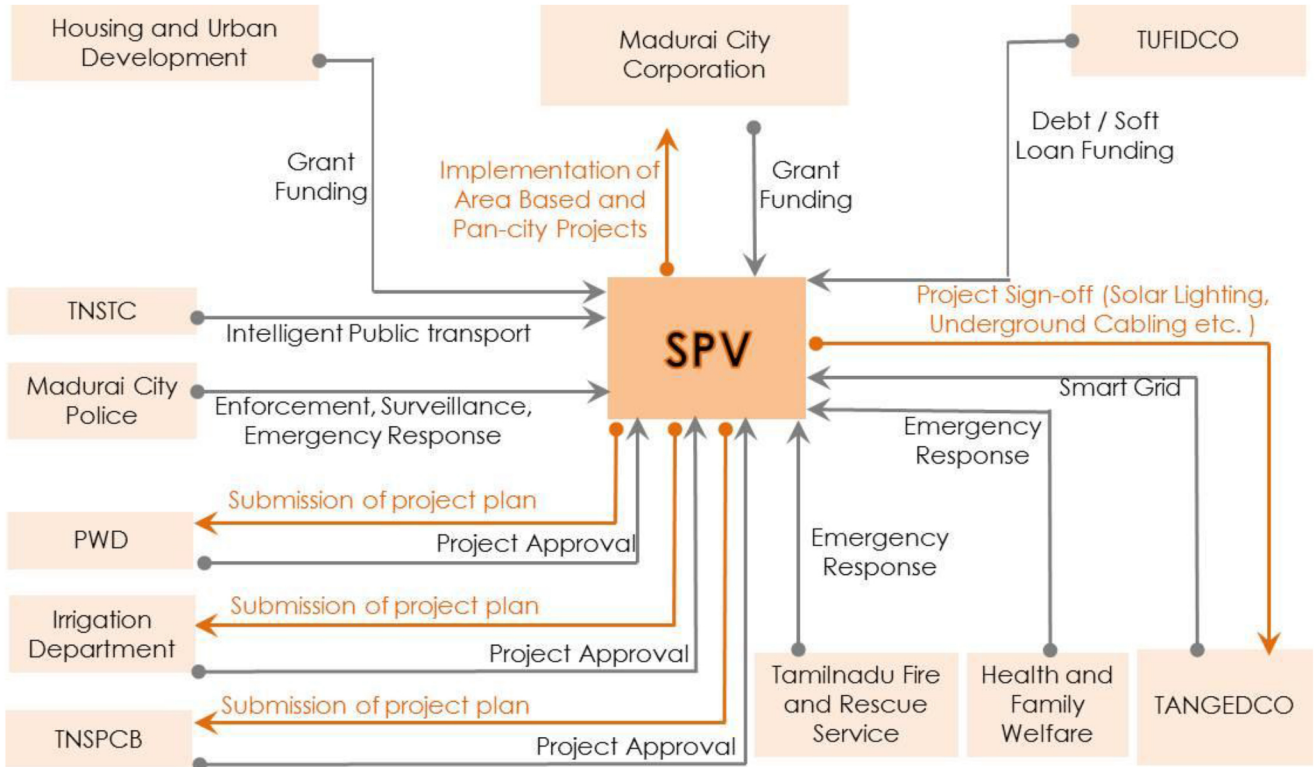 Housing and Urban
Development
Madurai City
Corporation
TUFIDCO
Grant
Funding
Implementation of
Area Based and
Pan-city Projects
Grant
Funding
Debt / Soft
Loan Funding
TNSTC
Intelligent Public transport
SPV
Project Sign-off (Solar Lighting,
Underground Cabling etc. )
Madurai City
Police
Enforcement, Surveillance,
Emergency Response
Smart Grid
Emergency
Response
Submission of project plan
PWD
Project Approval
Emergency
Response
Submission of project plan
Irrigation
Department
Project Approval
Submission of project plan
TNSPCB
Project Approval
Tamilnadu Fire
and Rescue
Service
Health and
Family
Welfare
TANGEDCO